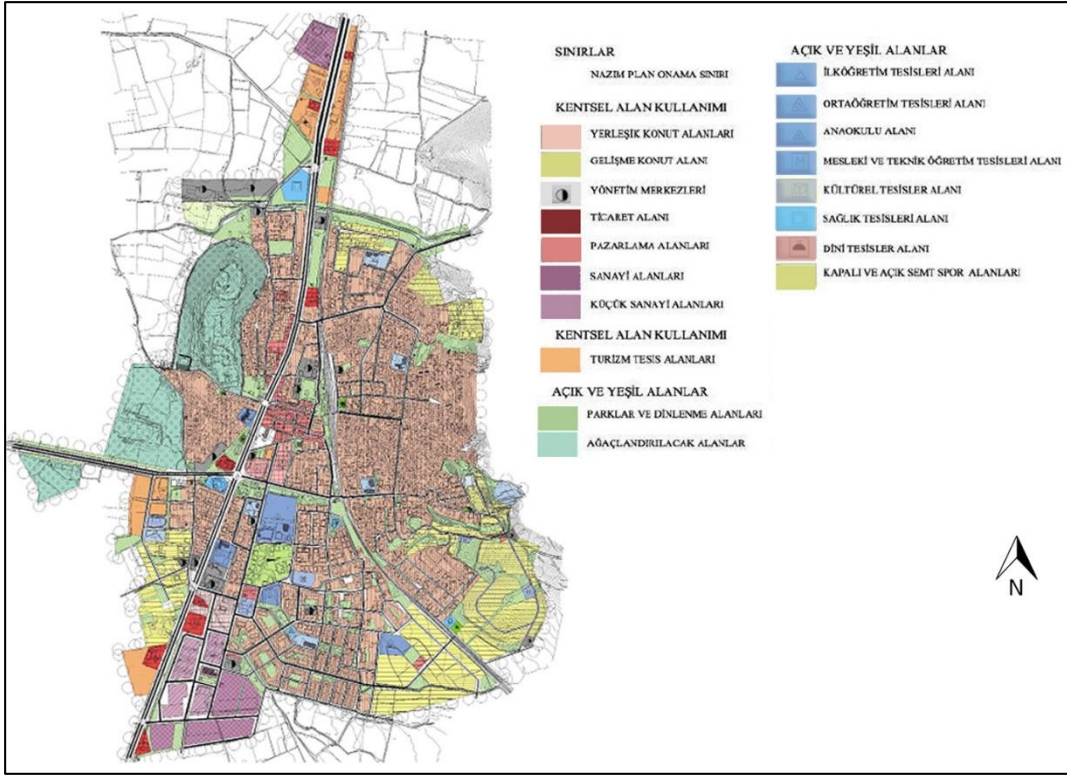 SINIRLAR
NAZIM PLAN ONAMA SINIRI
KENTSEL ALAN KULLANIMI
YERLEŞİK KONUT ALANLARI
GELİŞME KONUT ALANI
YÖNETİM MERKEZLERİ
TİCARET ALANI
PAZARLAMA ALANLARI
SANAYİ ALANLARI
KÜÇÜK SANAYİ ALANLARI
KENTSEL ALAN KULLANIMI
TURİZM TESİS ALANLARI
AÇIK VE YEŞİL ALANLAR
PARKLAR VE DİNLENME ALANLARI
AĞAÇLANDIRILACAK ALANLAR
AÇIK VE YEŞİL ALANLAR
İLKÖĞRETİM TESİSLERİ ALANI
ORTAÖĞRETİM TESİSLERİ ALANI
ANAOKULU ALANI
M
MESLEKİ VE TEKNİK ÖĞRETİM TESİSLERİ ALANI
KÜLTÜREL TESİSLER ALANI
SAĞLIK TESİSLERİ ALANI
DİNİ TESİSLER ALANI
KAPALI VE AÇIK SEMT SPOR ALANLARI
N